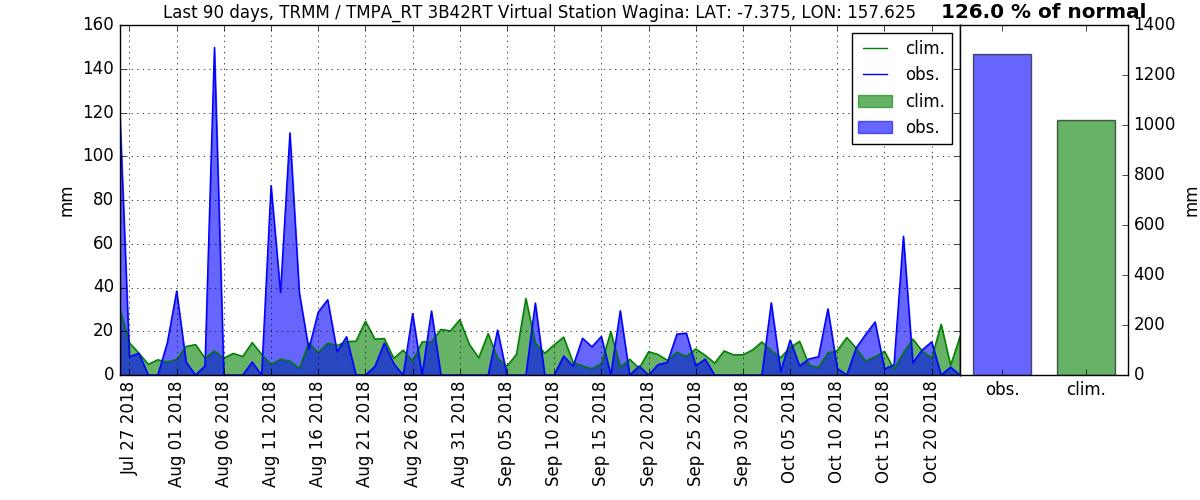 Last 90 days, TRMM / TMPA_RT 3B42RT Virtual Station Wagina: LAT: -7.375, LON: 157.625
126.0 % of normal
160
140
120
100
80
60
40
20
0
mm
clim.
obs.
clim.
obs.
Jul 27 2018
Aug 01 2018
Aug 06 2018
Aug 11 2018
Aug 16 2018
Aug 21 2018
Aug 26 2018
Aug 31 2018
Sep 05 2018
Sep 10 2018
Sep 15 2018
Sep 20 2018
Sep 25 2018
Sep 30 2018
Oct 05 2018
Oct 10 2018
Oct 15 2018
Oct 20 2018
1400
1200
1000
800
600
400
200
0
mm
obs.
clim.